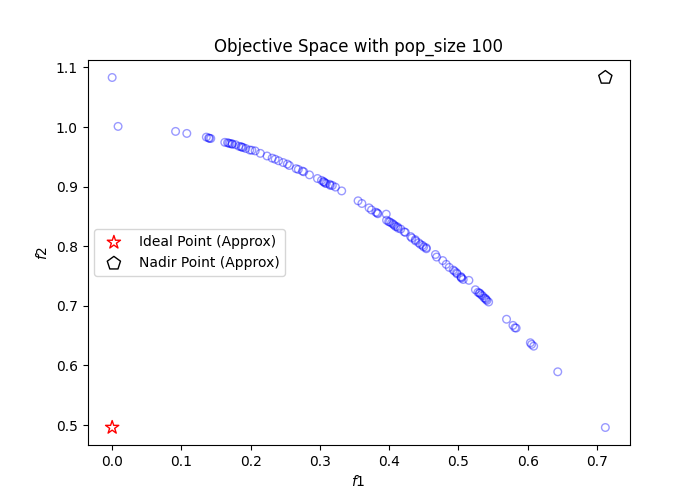 Objective Space with pop_size 100
1.1
1.0
0.9
0.8
0.7
0.6
0.5
f2
Ideal Point (Approx)
Nadir Point (Approx)
0.0 0.1 0.2 0.3 0.4 0.5 0.6 0.7
f1